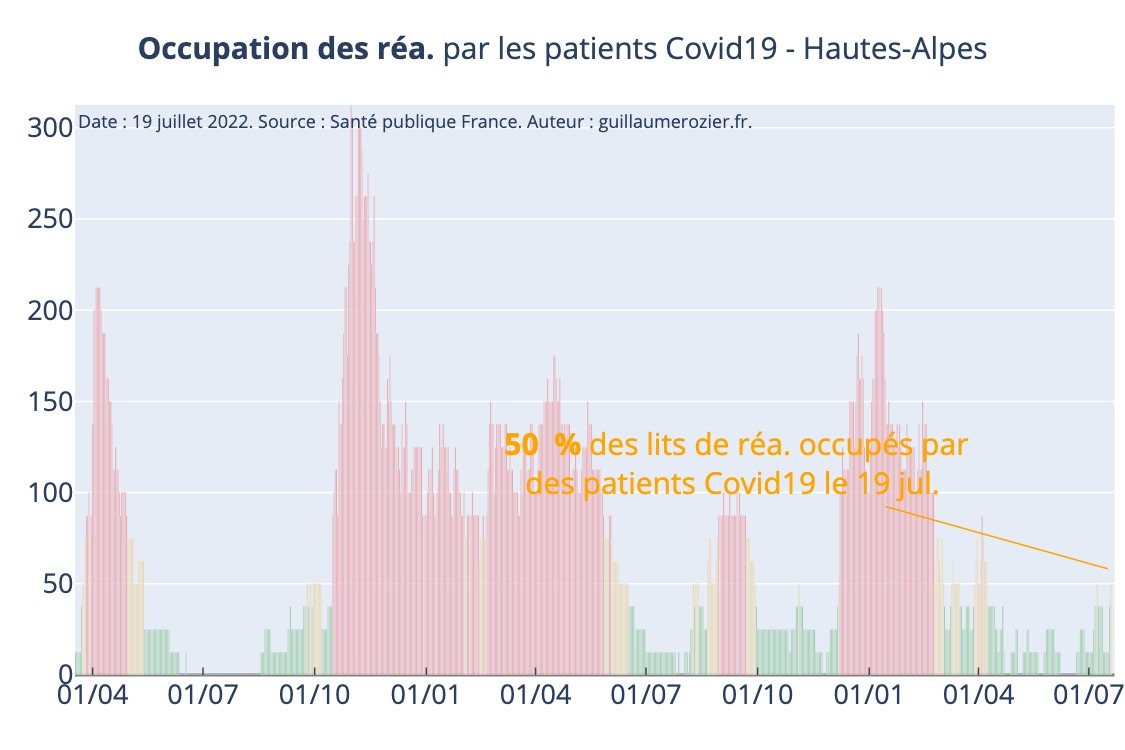 Occupation des réa. par les patients Covid19 - Hautes-Alpes
Date : 19 juillet 2022. Source : Santé publique France. Auteur : guillaumerozier.fr.
300
250
200
150
100
50
0
50 % des lits de réa. occupés par
des patients Covid19 le 19 jul.
01/04 01/07 01/10 01/01 01/04 01/07 01/10 01/01 01/04 01/07